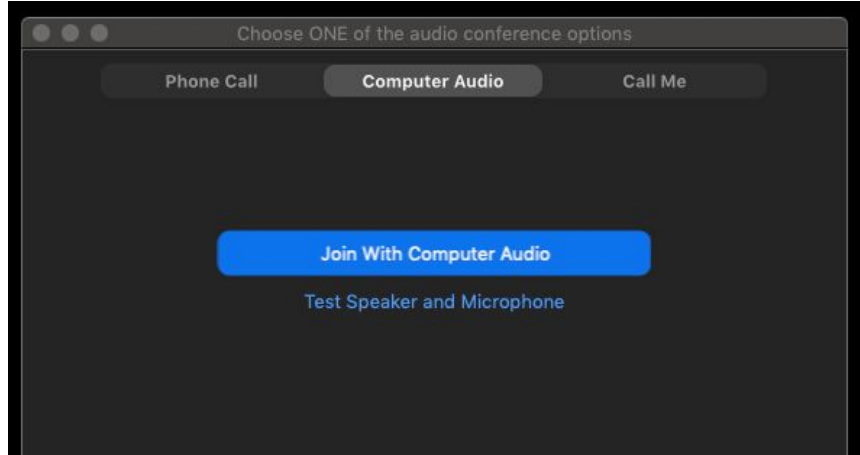 Choose ONE of the audio conference options
Phone Call Computer Audio Call Me
Join With Computer Audio
Test Speaker and Microphone